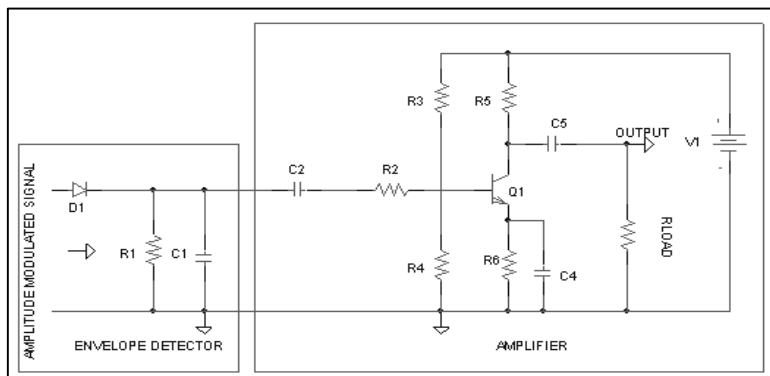 AMPLITUDE MODULATED SIGNAL
D1
R1
C1
ENVELOPE DETECTOR
C2
R2
R3
R5
C5
OUTPUT
V1
Q1
R4
R6
C4
RLOAD
AMPLIFIER